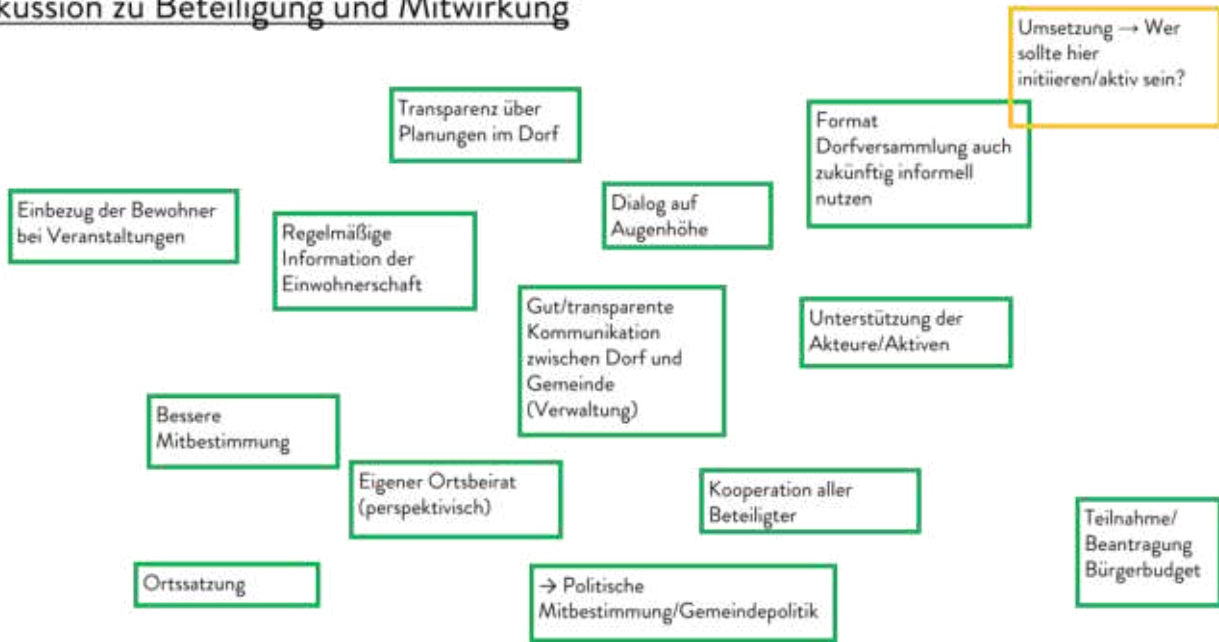 kussion zu Beteiligung und Mitwirkung
Umsetzung → Wer
sollte hier
initiieren/aktiv sein?
Transparenz über
Planungen im Dorf
Format
Dorfversammlung auch
zukünftig informell
nutzen
Einbezug der Bewohner
bei Veranstaltungen
Regelmäßige
Information der
Einwohnerschaft
Dialog auf
Augenhöhe
Gut/transparente
Kommunikation
zwischen Dorf und
Gemeinde
(Verwaltung)
Unterstützung der
Akteure/Aktiven
Bessere
Mitbestimmung
Eigener Ortsbeirat
(perspektivisch)
Kooperation aller
Beteiligter
Teilnahme/
Beantragung
Bürgerbudget
Ortssatzung
→ Politische
Mitbestimmung/Gemeindepolitik